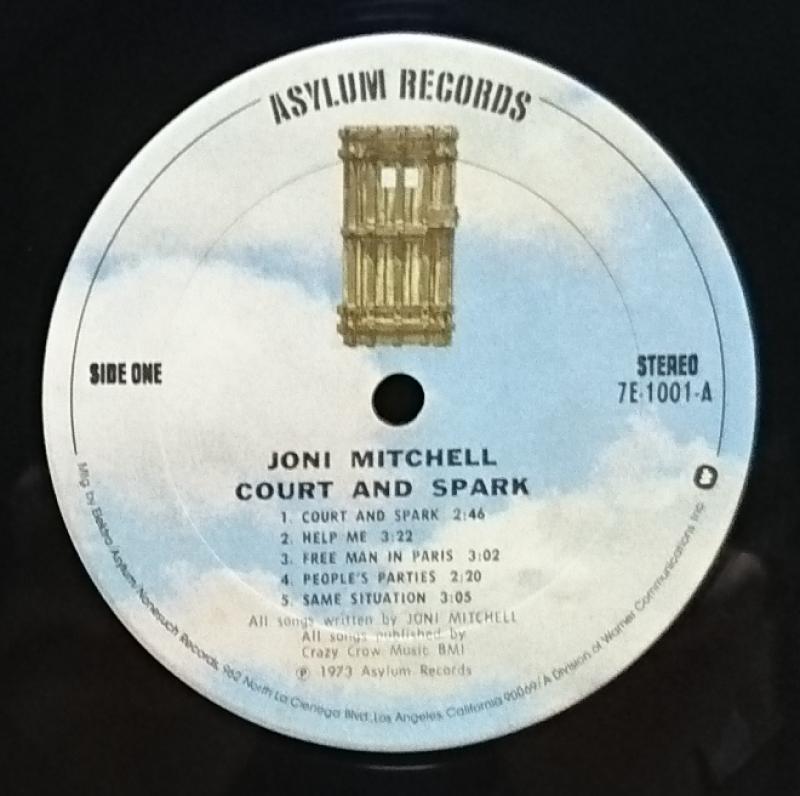 ASYLUM RECORDS
SIDE ONE
STEREO
7E-1001-A
JONI MITCHELL
COURT AND SPARK
1. COURT AND SPARK 2:46
2. HELP ME 3:22
3. FREE MAN IN PARIS 3:02
4. PEOPLE'S PARTIES 2:20
5. SAME SITUATION 3:05
All songs written by JONI MITCHELL
All songs published by
Crazy Crow Music BMI
℗ 1973 Asylum Records
Mfg. by Elektra/Asylum/Nonesuch Records, 962 North La Cienega Blvd., Los Angeles, California 90069/A Division of Warner Communications Inc.